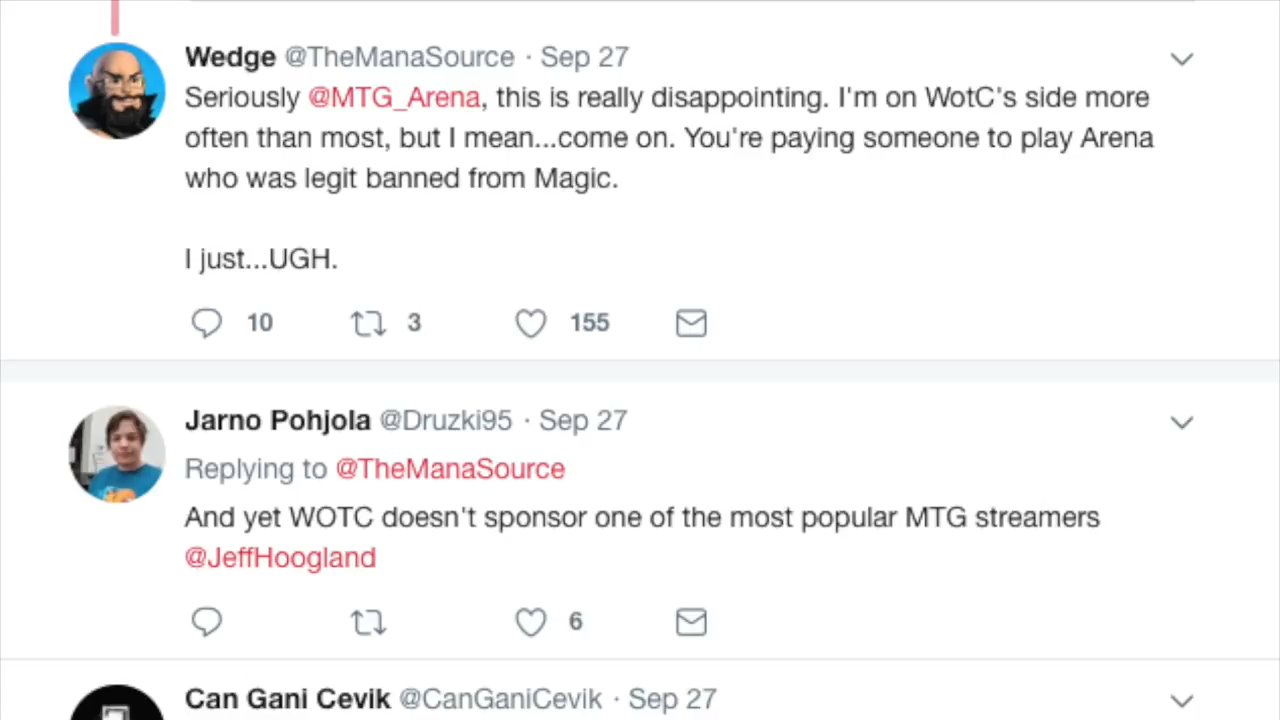 Wedge @TheManaSource · Sep 27
Seriously @MTG_Arena, this is really disappointing. I'm on WotC's side more
often than most, but I mean...come on. You're paying someone to play Arena
who was legit banned from Magic.
I just...UGH.
10 3 155
Jarno Pohjola @Druzki95 · Sep 27
Replying to @TheManaSource
And yet WOTC doesn't sponsor one of the most popular MTG streamers
@JeffHoogland
6
Can Gani Cevik @CanGaniCevik · Sep 27